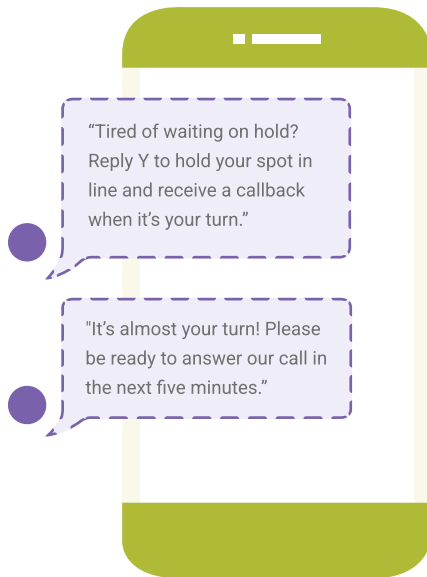 “Tired of waiting on hold?
Reply Y to hold your spot in
line and receive a callback
when it’s your turn.”
"It’s almost your turn! Please
be ready to answer our call in
the next five minutes.”